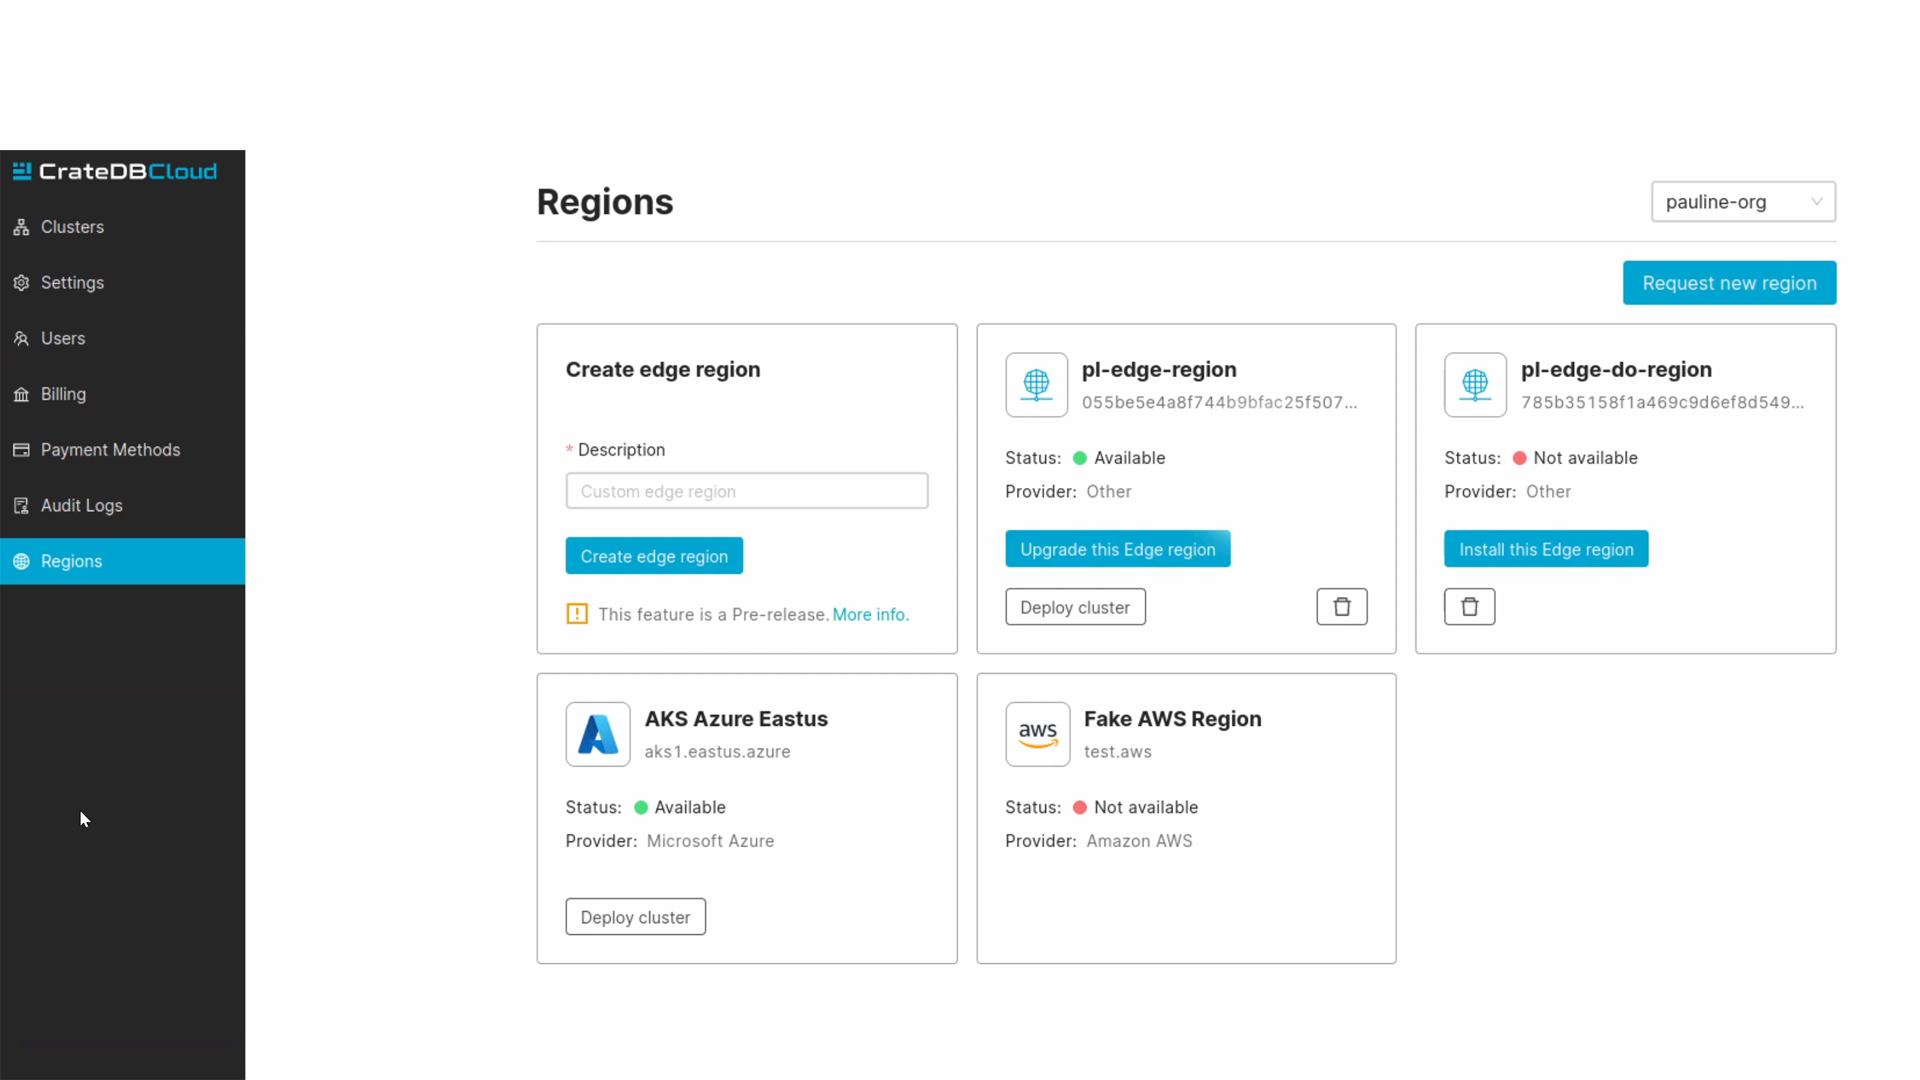 CrateDBCloud
Clusters
Settings
Users
Billing
Payment Methods
Audit Logs
Regions
Regions
pauline-org
Request new region
Create edge region
* Description
Custom edge region
Create edge region
This feature is a Pre-release. More info.
pl-edge-region
055be5e4a8f744b9bfac25f507...
Status: Available
Provider: Other
Upgrade this Edge region
Deploy cluster
pl-edge-do-region
785b35158f1a469c9d6ef8d549...
Status: Not available
Provider: Other
Install this Edge region
AKS Azure Eastus
aks1.eastus.azure
Status: Available
Provider: Microsoft Azure
Deploy cluster
aws
Fake AWS Region
test.aws
Status: Not available
Provider: Amazon AWS